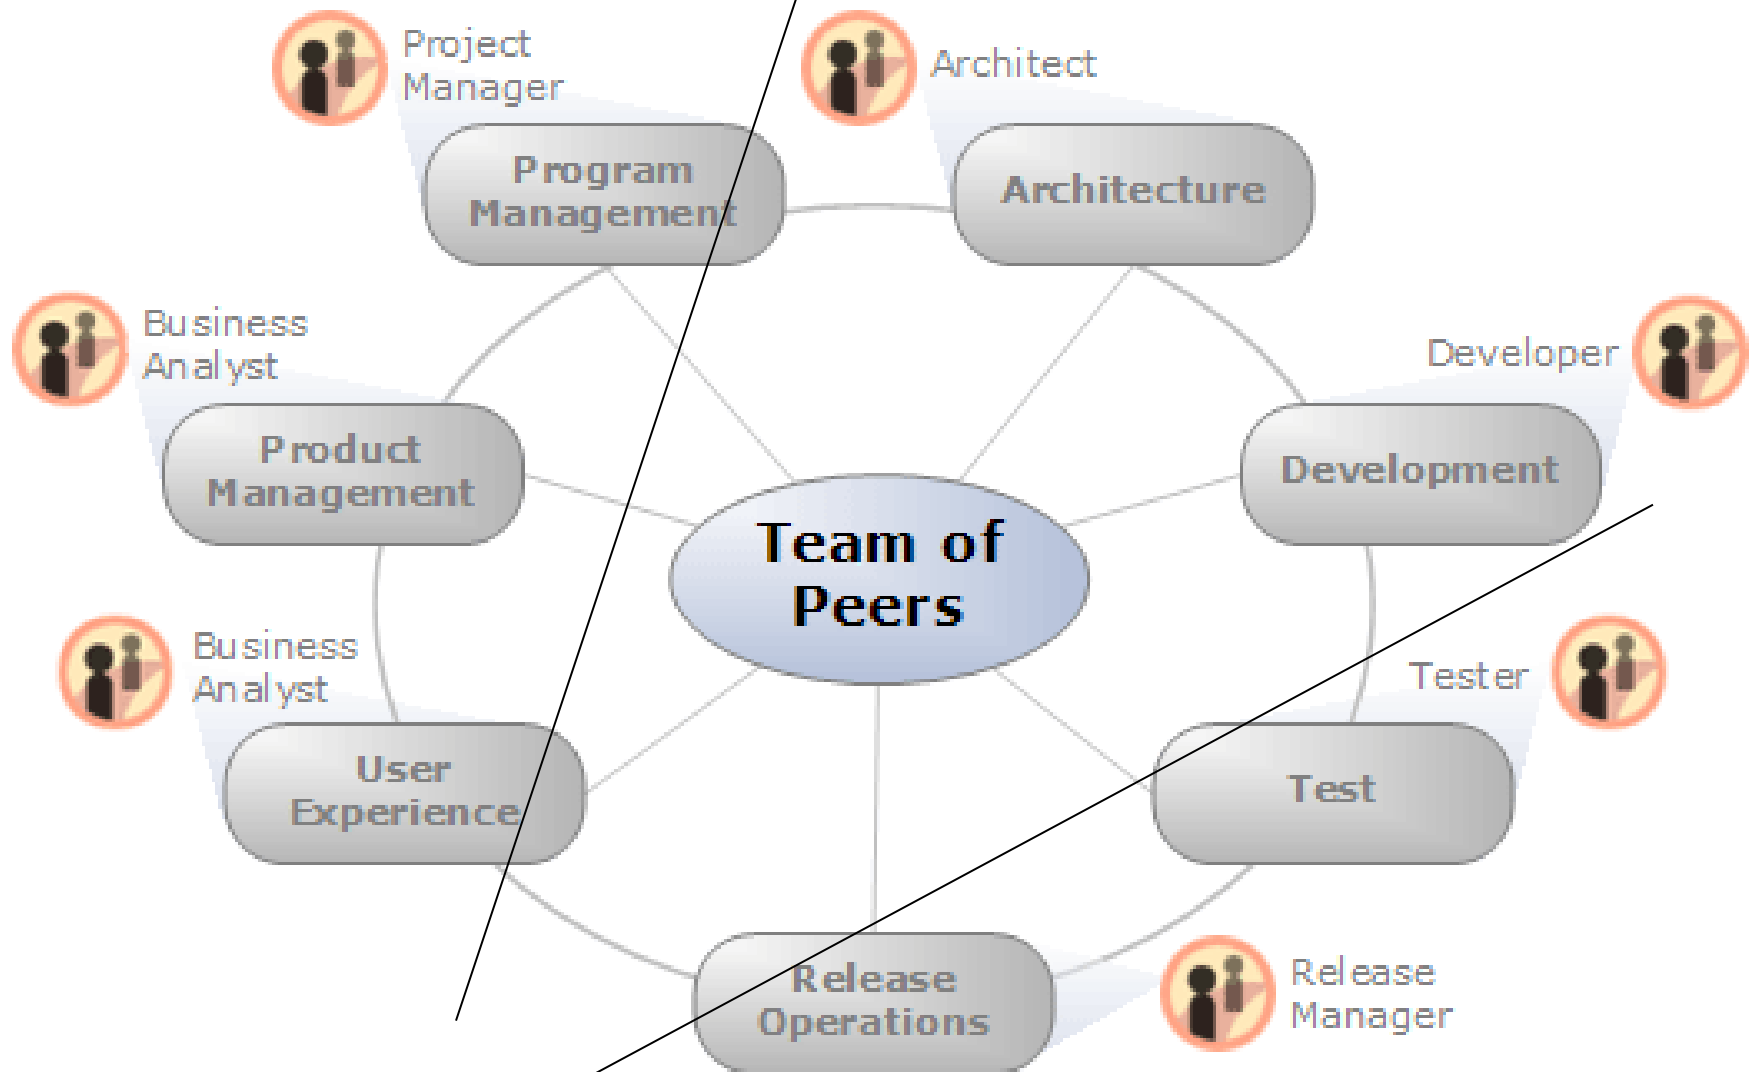 Project
Manager
Architect
Program
Management
Architecture
Business
Analyst
Developer
Product
Management
Development
Team of
Peers
Business
Analyst
Tester
User
Experience
Test
Release
Operations
Release
Manager